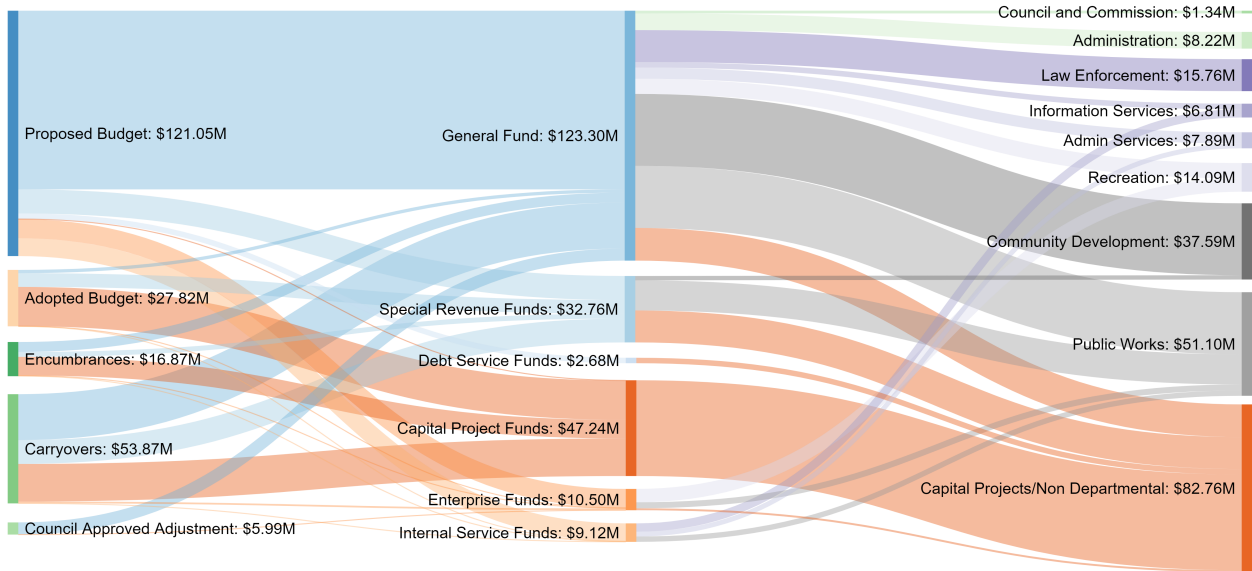 Proposed Budget: $121.05M
Adopted Budget: $27.82M
Encumbrances: $16.87M
Carryovers: $53.87M
Council Approved Adjustment: $5.99M
General Fund: $123.30M
Special Revenue Funds: $32.76M
Debt Service Funds: $2.68M
Capital Project Funds: $47.24M
Enterprise Funds: $10.50M
Internal Service Funds: $9.12M
Council and Commission: $1.34M
Administration: $8.22M
Law Enforcement: $15.76M
Information Services: $6.81M
Admin Services: $7.89M
Recreation: $14.09M
Community Development: $37.59M
Public Works: $51.10M
Capital Projects/Non Departmental: $82.76M